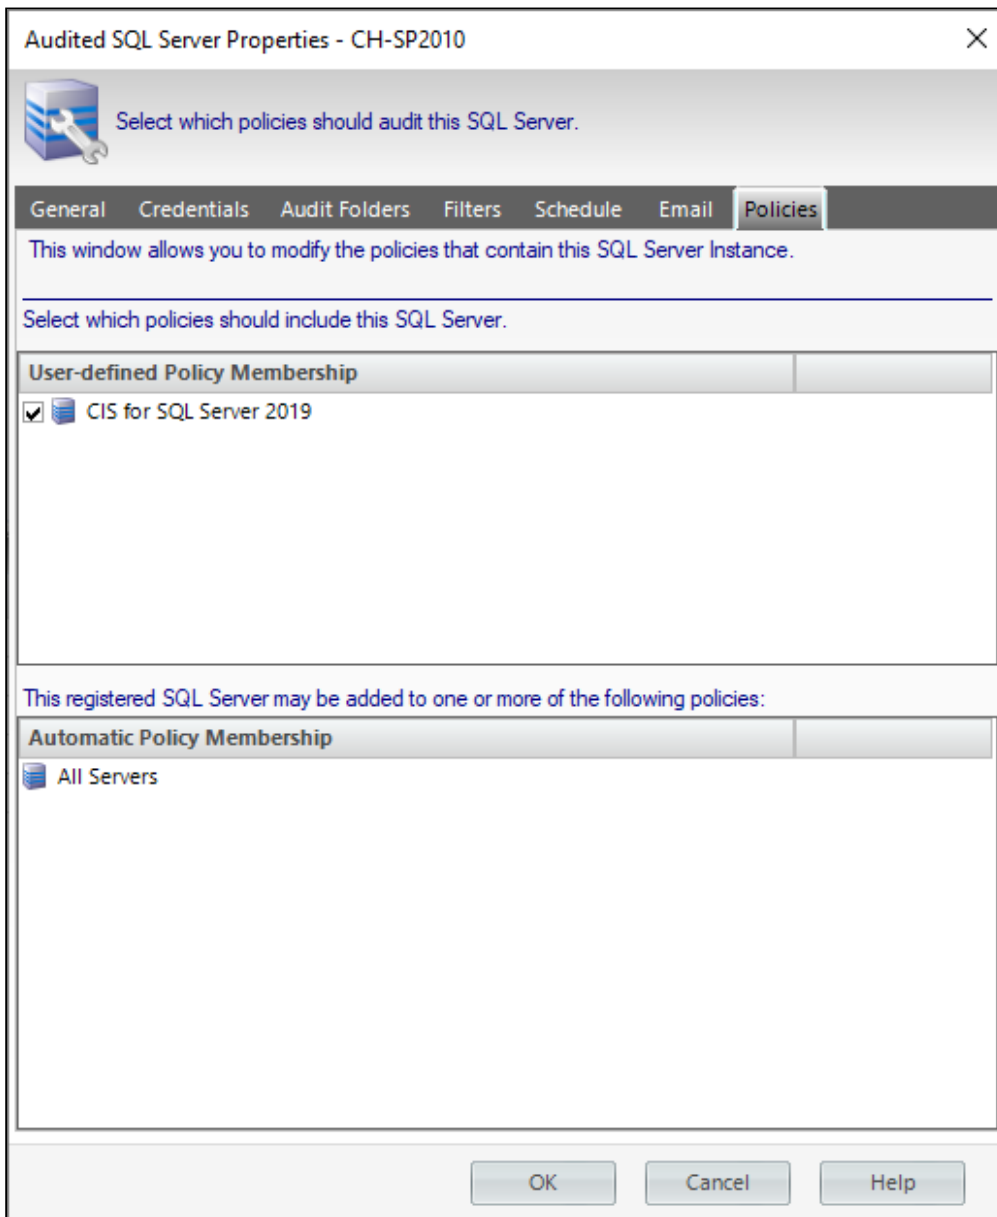 Audited SQL Server Properties - CH-SP2010
Select which policies should audit this SQL Server.
General Credentials Audit Folders Filters Schedule Email Policies
This window allows you to modify the policies that contain this SQL Server Instance.
Select which policies should include this SQL Server.
User-defined Policy Membership
CIS for SQL Server 2019
This registered SQL Server may be added to one or more of the following policies:
Automatic Policy Membership
All Servers
OK Cancel Help